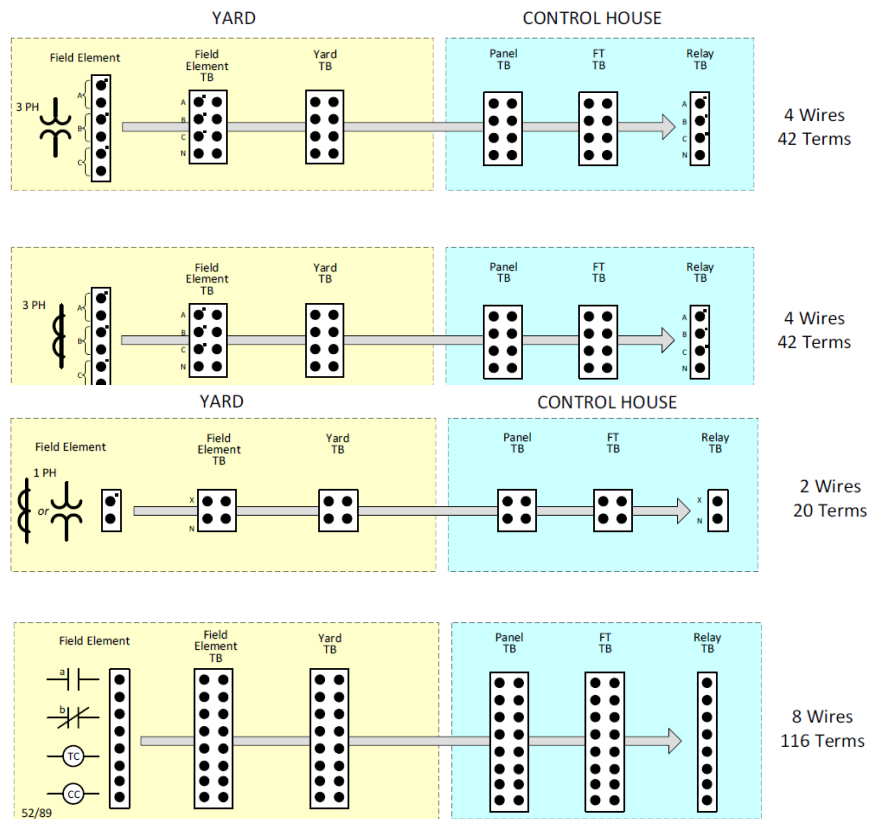 YARD
CONTROL HOUSE
Field Element
Field
Element
TB
Yard
TB
Panel
TB
FT
TB
Relay
TB
3 PH
A
B
C
A
B
C
N
A
B
C
N
4 Wires
42 Terms
Field
Element
TB
Yard
TB
Panel
TB
FT
TB
Relay
TB
3 PH
A
B
C
A
B
C
N
A
B
C
N
4 Wires
42 Terms
YARD
CONTROL HOUSE
Field Element
Field
Element
TB
Yard
TB
Panel
TB
FT
TB
Relay
TB
1 PH
or
X
N
X
N
2 Wires
20 Terms
Field Element
Field
Element
TB
Yard
TB
Panel
TB
FT
TB
Relay
TB
a
b
TC
CC
52/89
8 Wires
116 Terms